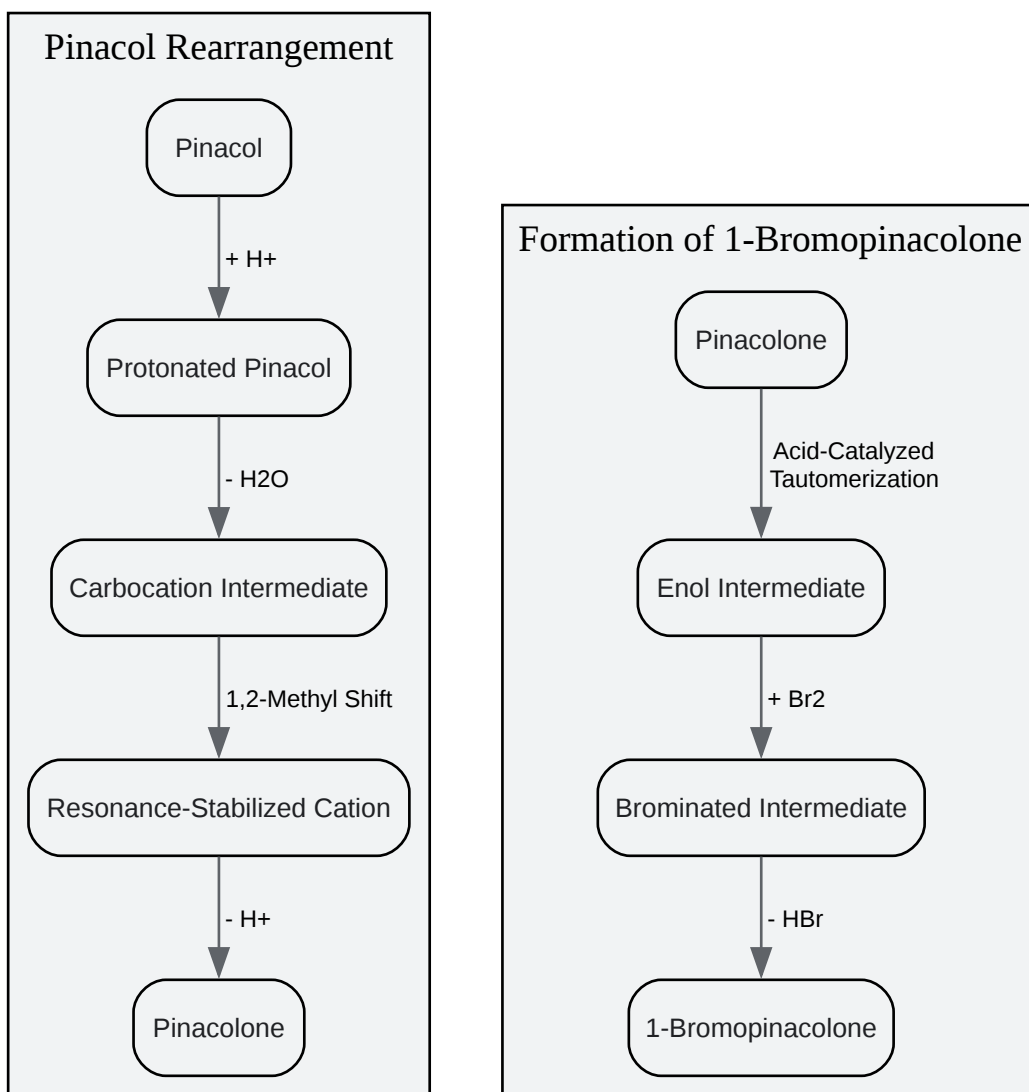 Pinacol Rearrangement
Pinacol
+ H+
Protonated Pinacol
- H2O
Carbocation Intermediate
1,2-Methyl Shift
Resonance-Stabilized Cation
- H+
Pinacolone
Formation of 1-Bromopinacolone
Pinacolone
Acid-Catalyzed
Tautomerization
Enol Intermediate
+ Br2
Brominated Intermediate
- HBr
1-Bromopinacolone